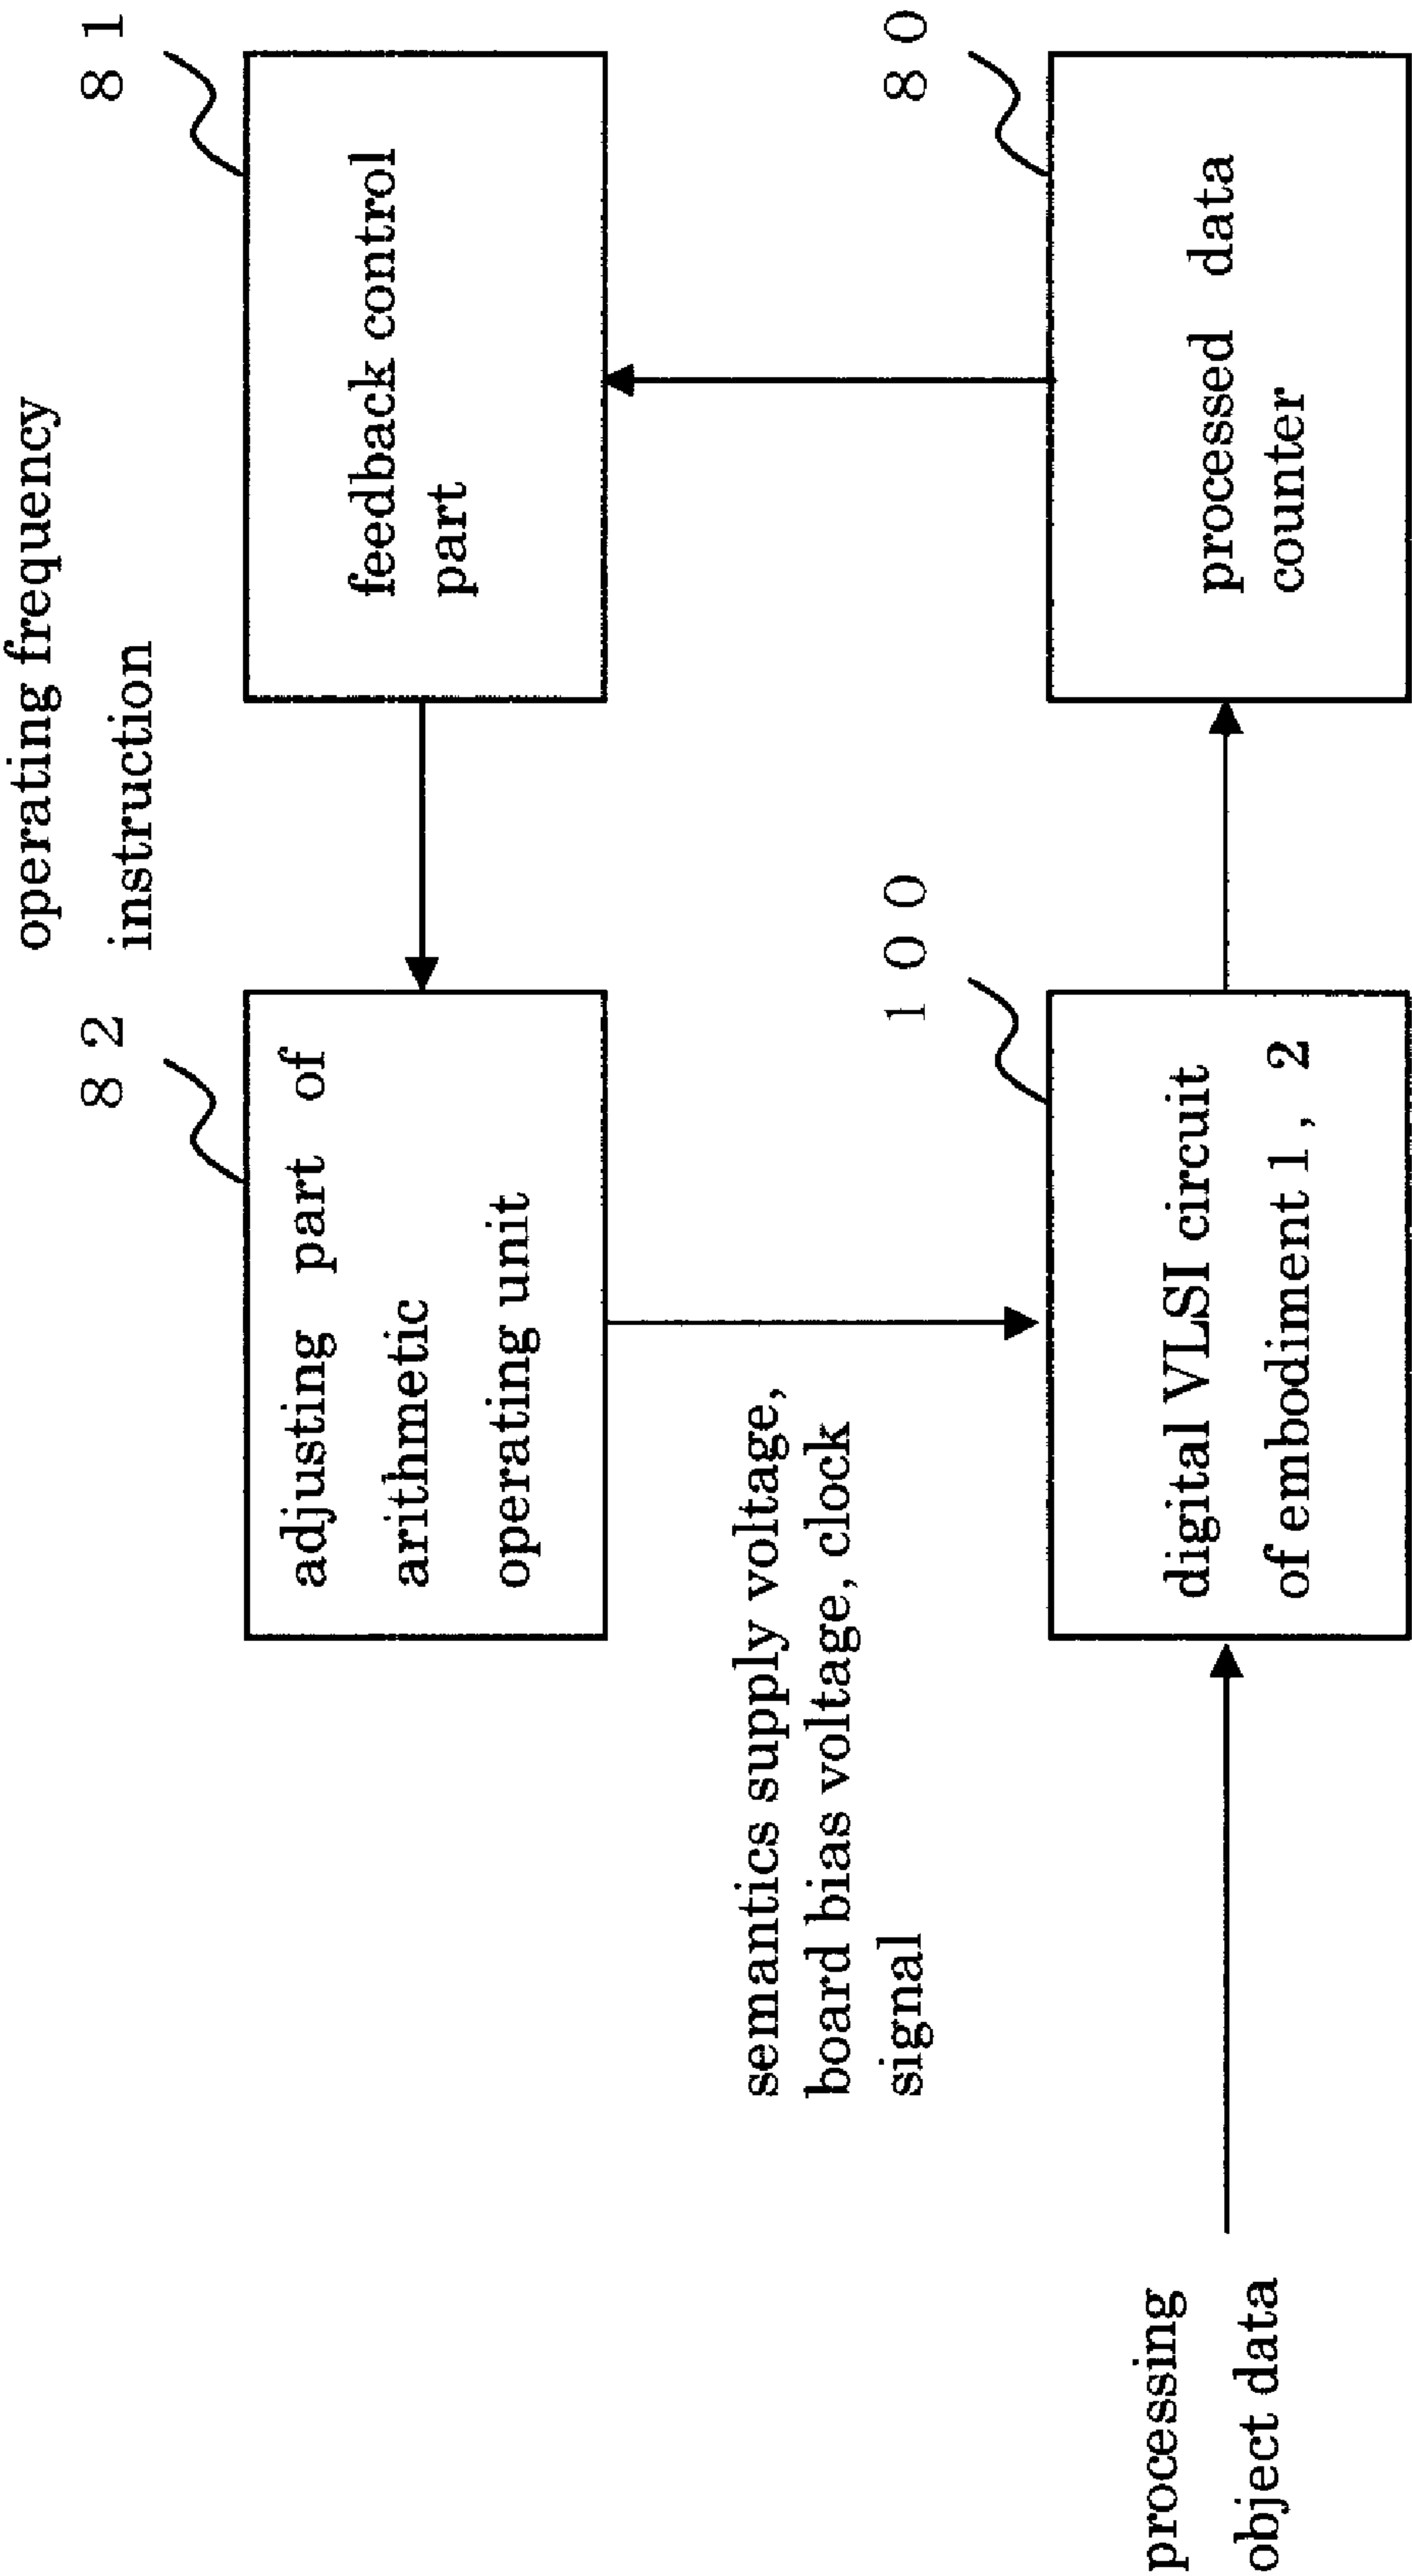 operating frequency
instruction
8 2
8 1
adjusting part of
arithmetic
operating unit
feedback control
part
semantics supply voltage,
board bias voltage, clock
signal
1 0 0
8 0
processing
object data
digital VLSI circuit
of embodiment 1, 2
processed data
counter